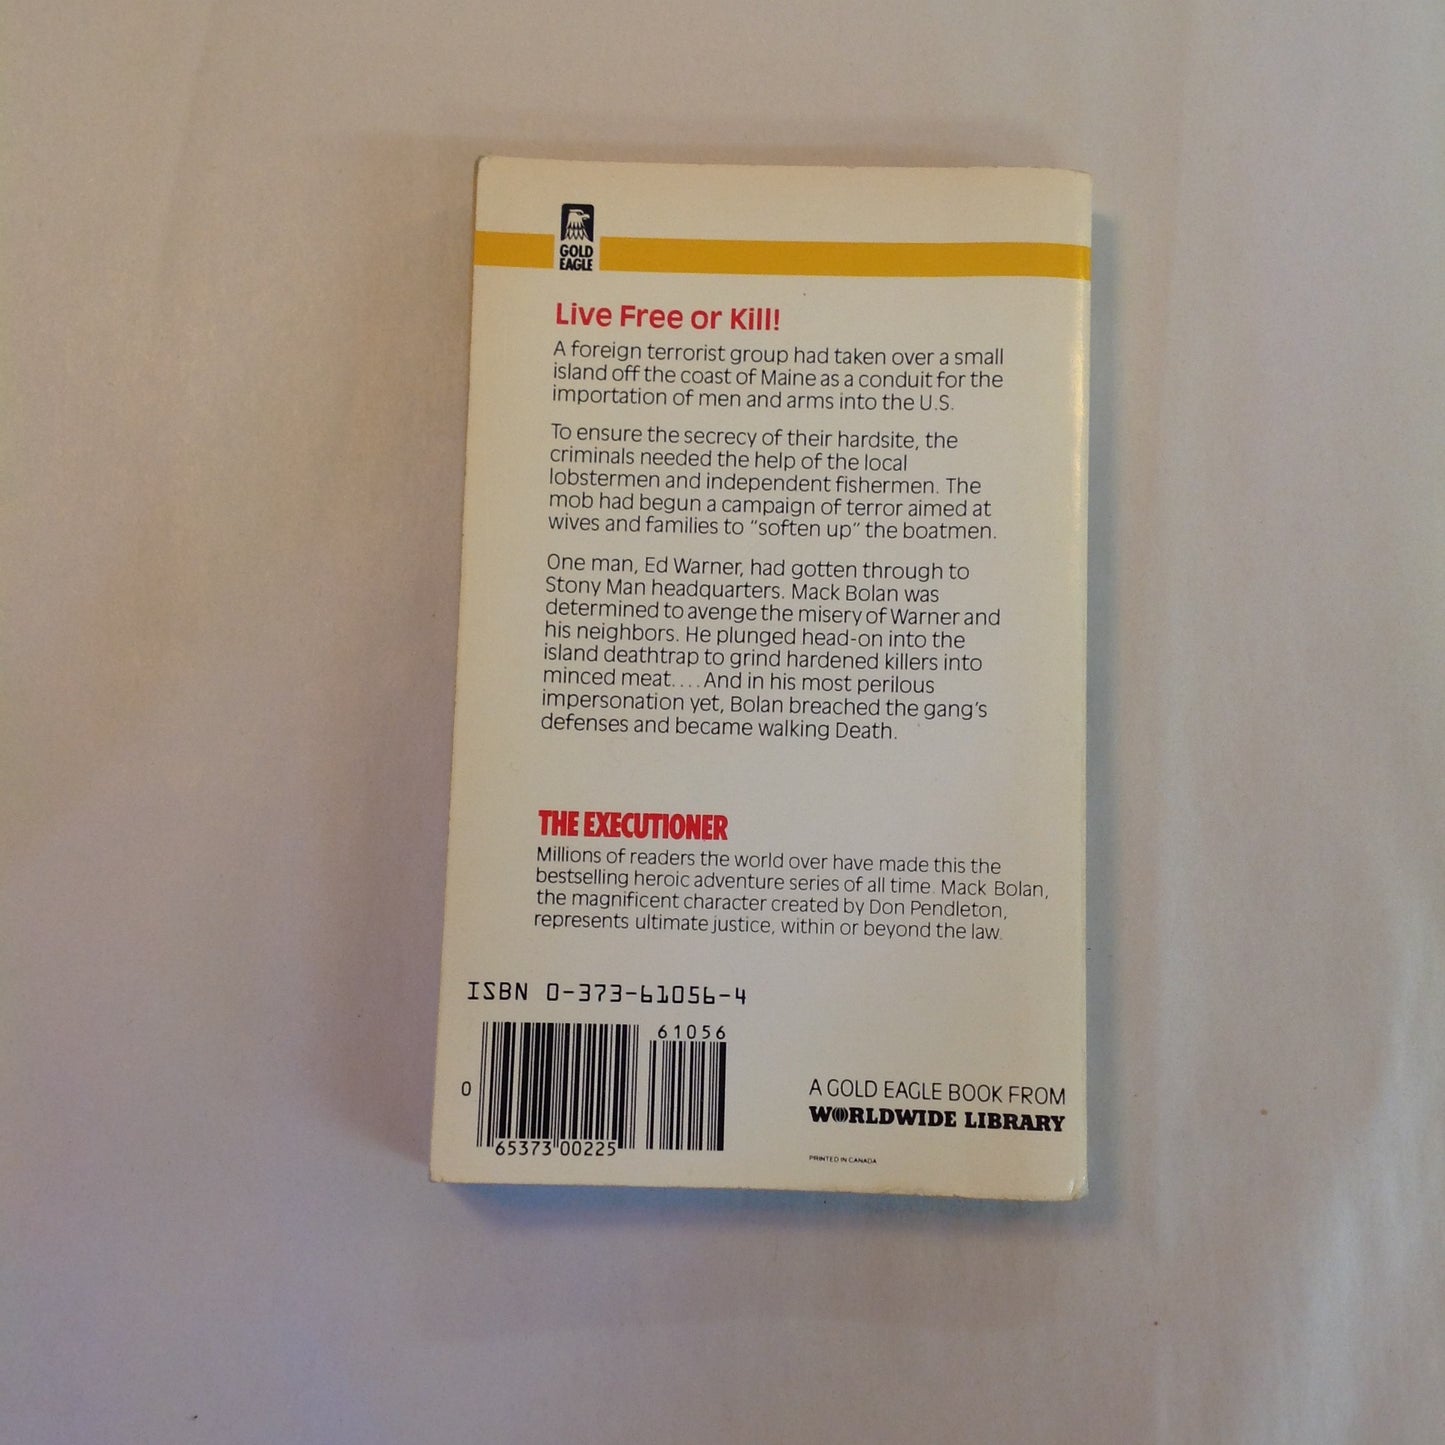 GOLD
EAGLE
Live Free or Kill!
A foreign terrorist group had taken over a small
island off the coast of Maine as a conduit for the
importation of men and arms into the U.S.
To ensure the secrecy of their hardsite, the
criminals needed the help of the local
lobstermen and independent fishermen. The
mob had begun a campaign of terror aimed at
wives and families to “soften up” the boatmen.
One man, Ed Warner, had gotten through to
Stony Man headquarters. Mack Bolan was
determined to avenge the misery of Warner and
his neighbors. He plunged head-on into the
island deathtrap to grind hardened killers into
minced meat. . . . And in his most perilous
impersonation yet, Bolan breached the gang's
defenses and became walking Death.
THE EXECUTIONER
Millions of readers the world over have made this the
bestselling heroic adventure series of all time. Mack Bolan,
the magnificent character created by Don Pendleton,
represents ultimate justice, within or beyond the law.
ISBN 0-373-61056-4
61056
0
65373 00225
A GOLD EAGLE BOOK FROM
WORLDWIDE LIBRARY
PRINTED IN CANADA